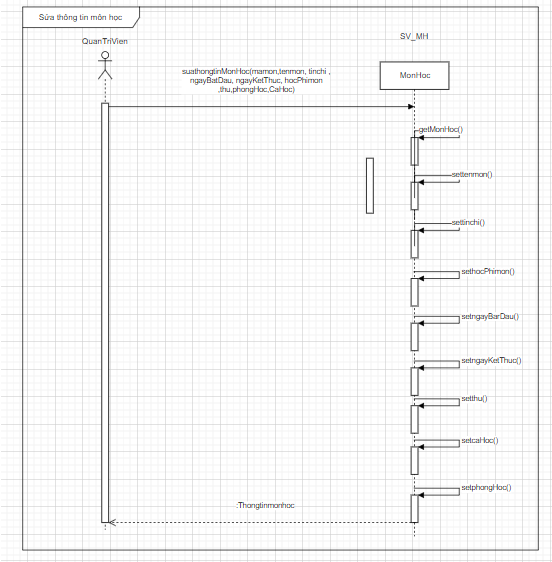 Sửa thông tin môn học
SV_MH
QuanTriVien
suathongtinMonHoc(mamon,tenmon, tinchi ,
ngayBatDau, ngayKetThuc, hocPhimon
,thu,phongHoc,CaHoc)
MonHoc
getMonHoc()
settenmon()
settinchi()
sethocPhimon()
setngayBarDau()
setngayKetThuc()
setthu()
setcaHoc()
setphongHoc()
:Thongtinmonhoc